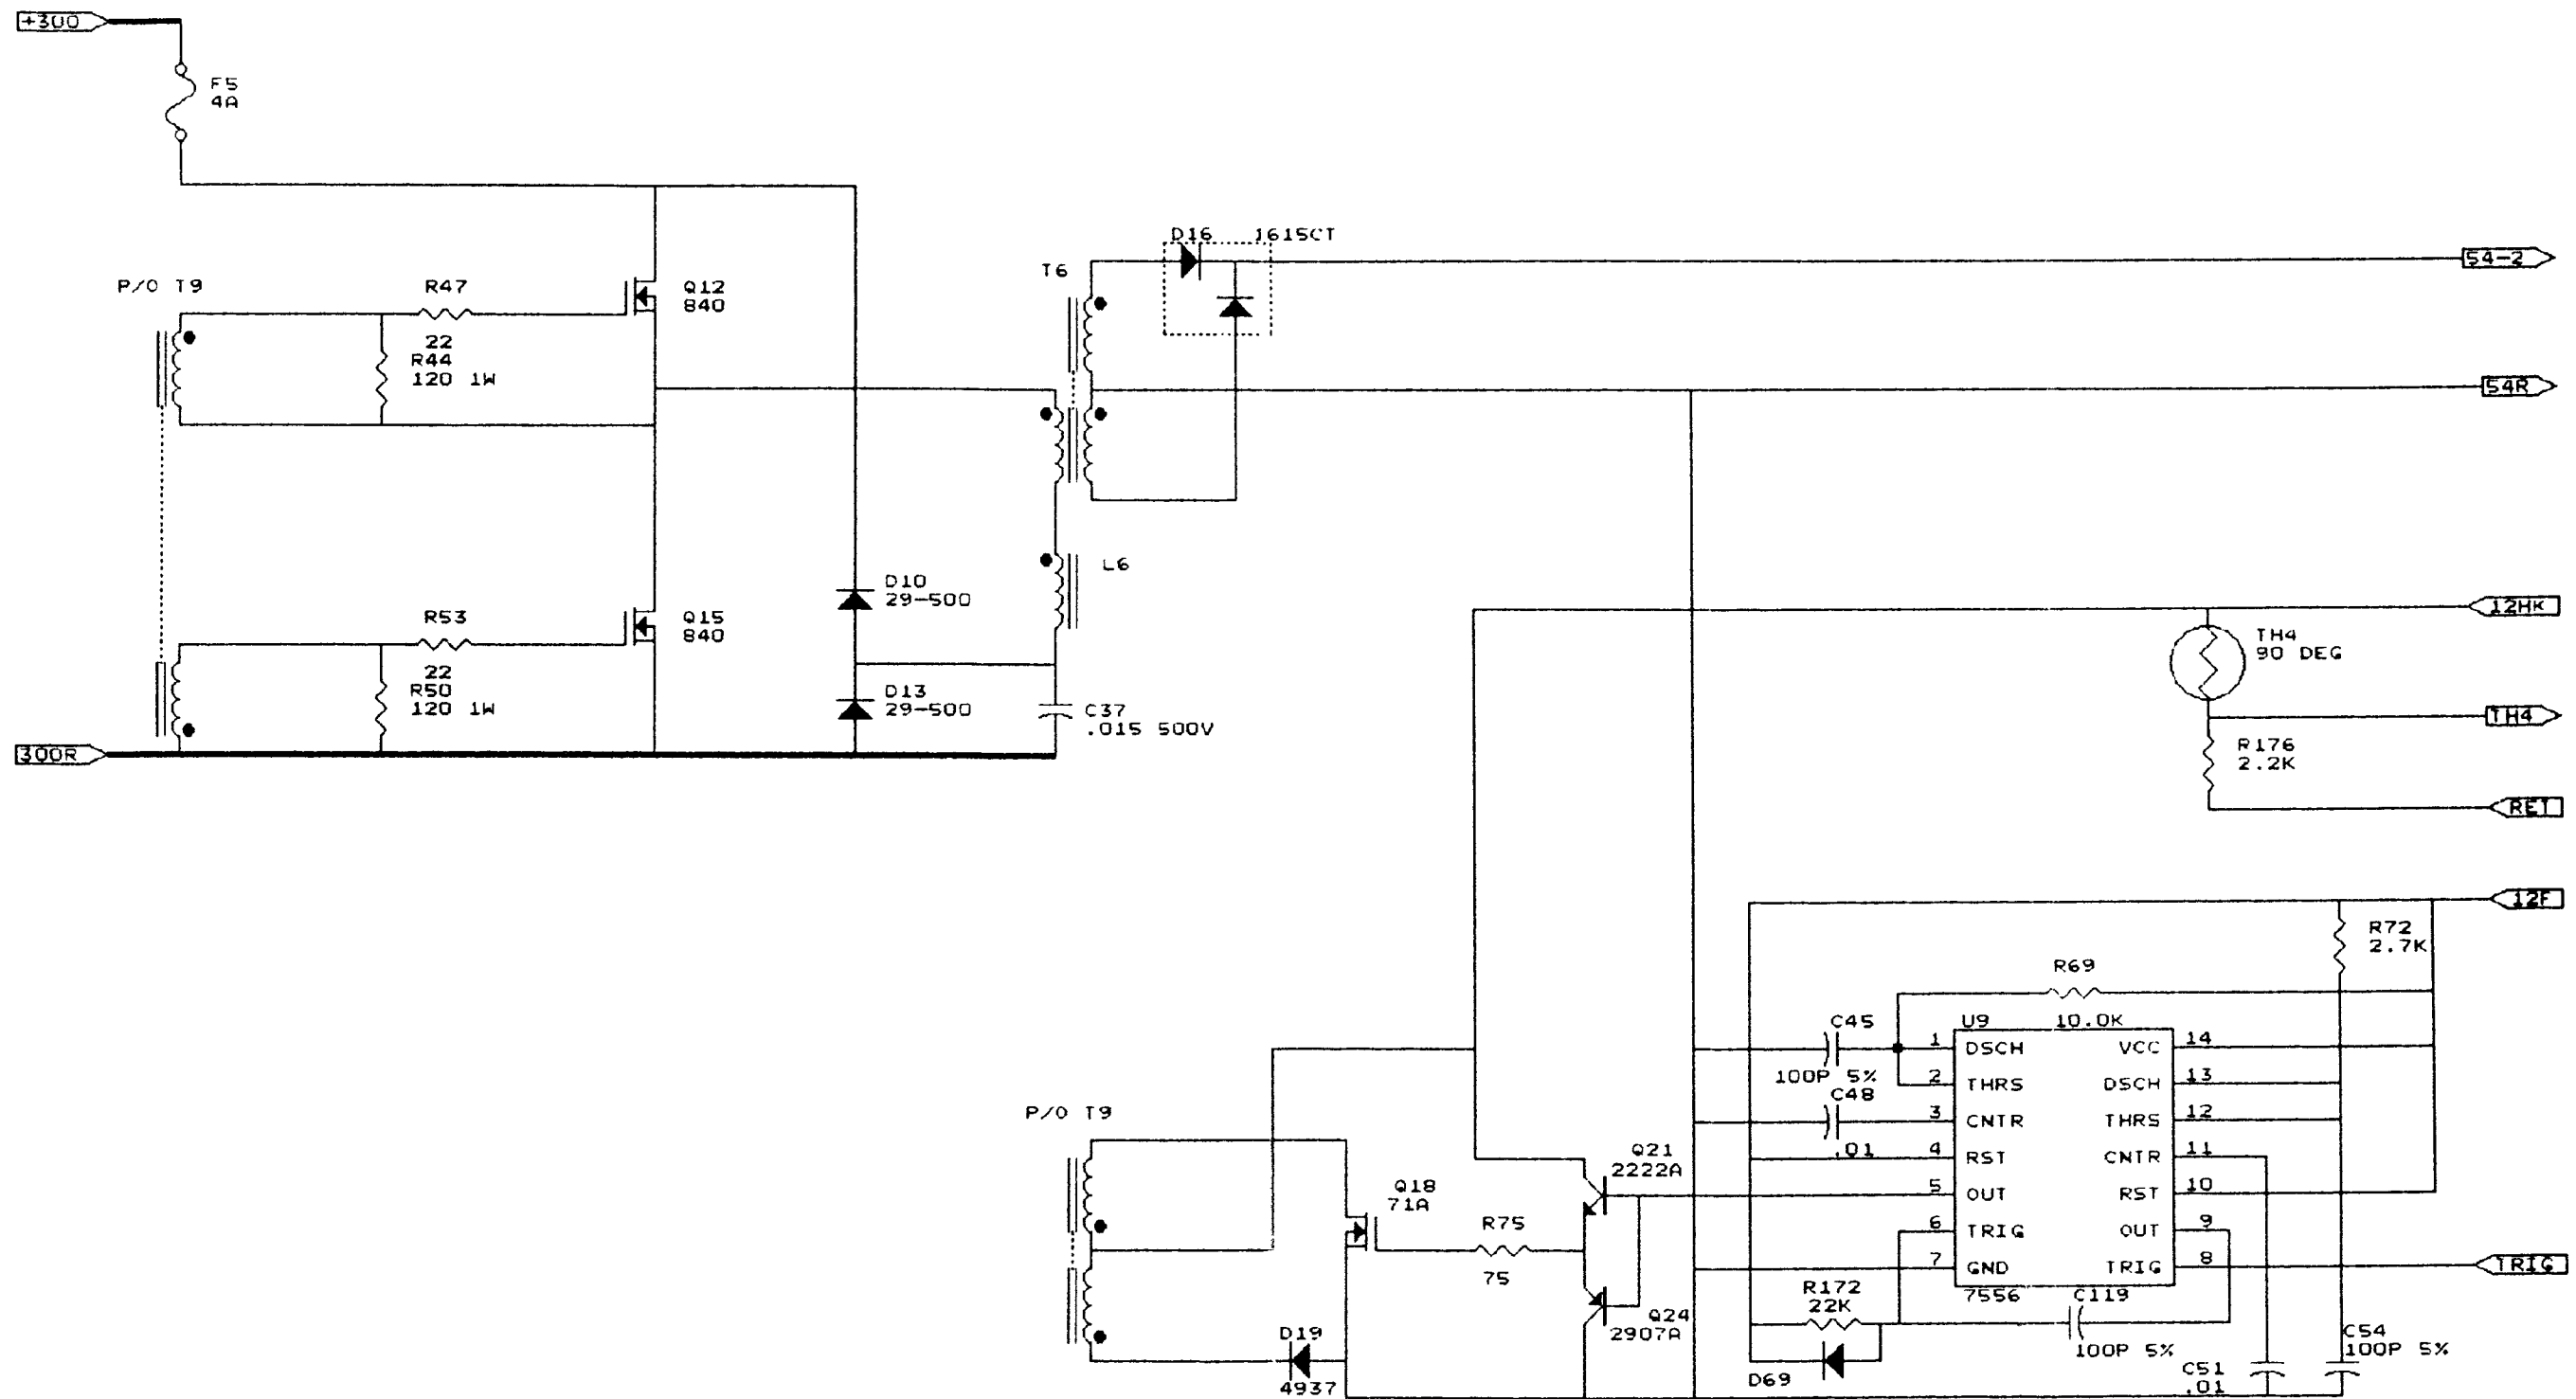 +300
F5
4A
P/O T9
R47
22
R44
120 1W
Q12
840
R53
22
R50
120 1W
Q15
840
300R
D10
29-500
D13
29-500
T6
D16 1615CT
L6
C37
.015 500V
54-2
54R
12HK
TH4
90 DEG
TH4
R176
2.2K
RET
12F
R72
2.7K
R69
10.0K
C45
100P 5%
C48
.01
U9
1 DSCH VCC 14
2 THRS DSCH 13
3 CNTR THRS 12
4 RST CNTR 11
5 OUT RST 10
6 TRIG OUT 9
7 GND TRIG 8
7556
TRIG
P/O T9
Q18
71A
R75
75
Q21
2222A
Q24
2907A
D19
4937
R172
22K
D69
C119
100P 5%
C51
.01
C54
100P 5%